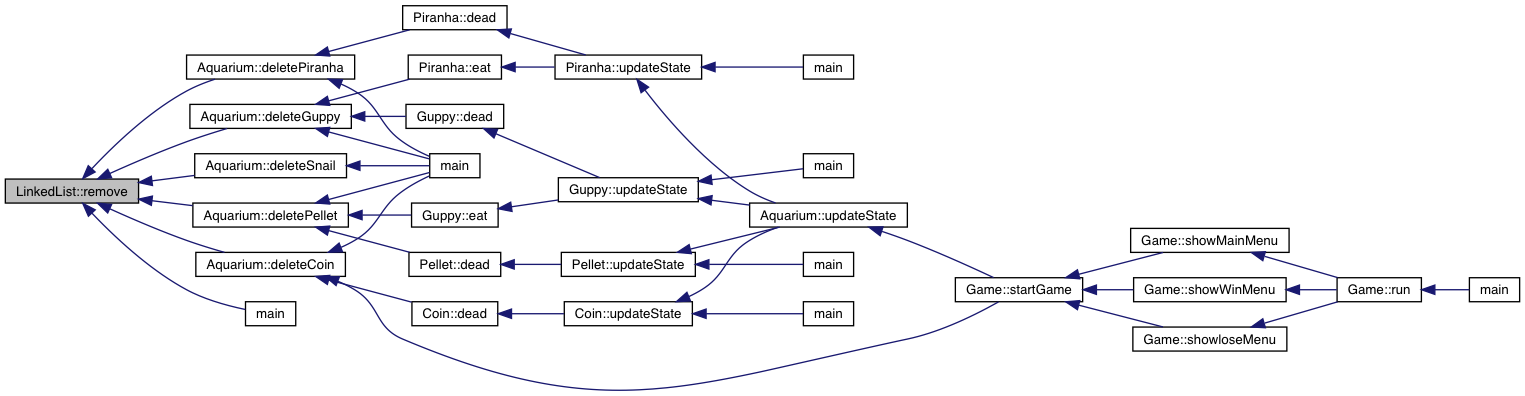 Piranha::dead
Aquarium::deletePiranha
Piranha::eat
Piranha::updateState
main
Aquarium::deleteGuppy
Guppy::dead
Aquarium::deleteSnail
main
main
LinkedList::remove
Guppy::updateState
Aquarium::deletePellet
Guppy::eat
Aquarium::updateState
Game::showMainMenu
Aquarium::deleteCoin
Pellet::dead
Pellet::updateState
main
Game::startGame
Game::showWinMenu
Game::run
main
main
Coin::dead
Coin::updateState
main
Game::showloseMenu